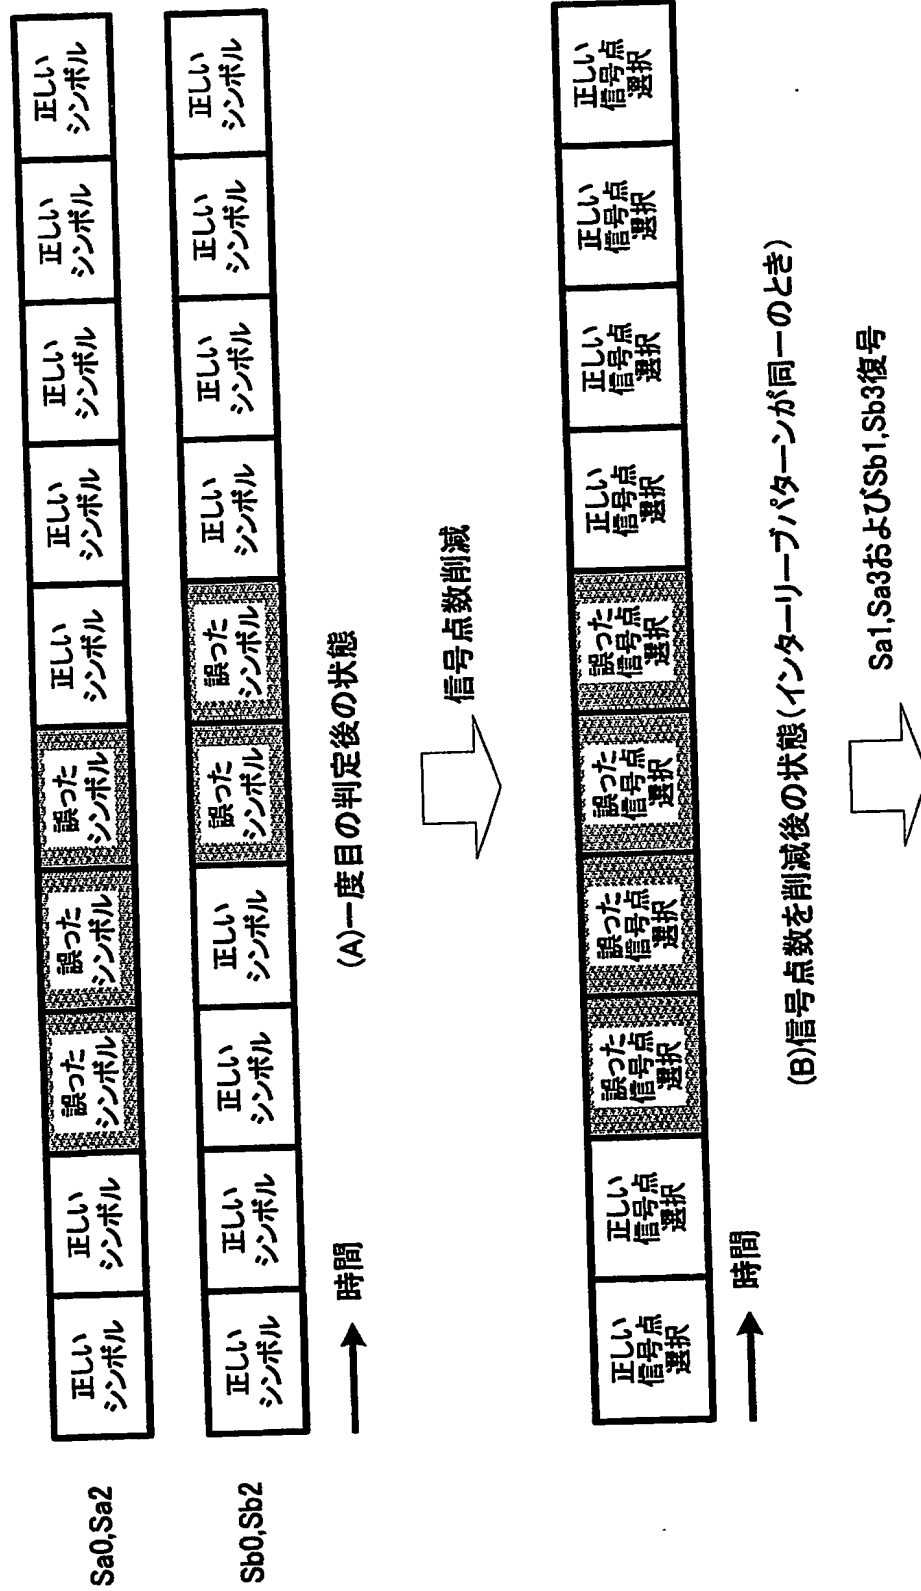 Sa0,Sa2
正しい
シンボル
正しい
シンボル
誤った
シンボル
誤った
シンボル
誤った
シンボル
正しい
シンボル
正しい
シンボル
正しい
シンボル
正しい
シンボル
正しい
シンボル
Sb0,Sb2
正しい
シンボル
正しい
シンボル
正しい
シンボル
正しい
シンボル
誤った
シンボル
誤った
シンボル
正しい
シンボル
正しい
シンボル
正しい
シンボル
正しい
シンボル
時間
(A)一度目の判定後の状態
信号点数削減
正しい
信号点
選択
正しい
信号点
選択
誤った
信号点
選択
誤った
信号点
選択
誤った
信号点
選択
誤った
信号点
選択
正しい
信号点
選択
正しい
信号点
選択
正しい
信号点
選択
正しい
信号点
選択
時間
(B)信号点数を削減後の状態(インターリーブパターンが同一のとき)
Sa1,Sa3およびSb1,Sb3復号